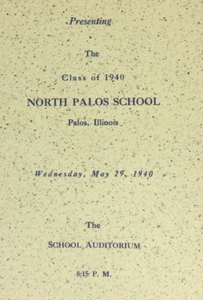 Presenting
The
Class of 1940
NORTH PALOS SCHOOL
Palos, Illinois
Wednesday, May 29, 1940
The
SCHOOL AUDITORIUM
8:15 P. M.